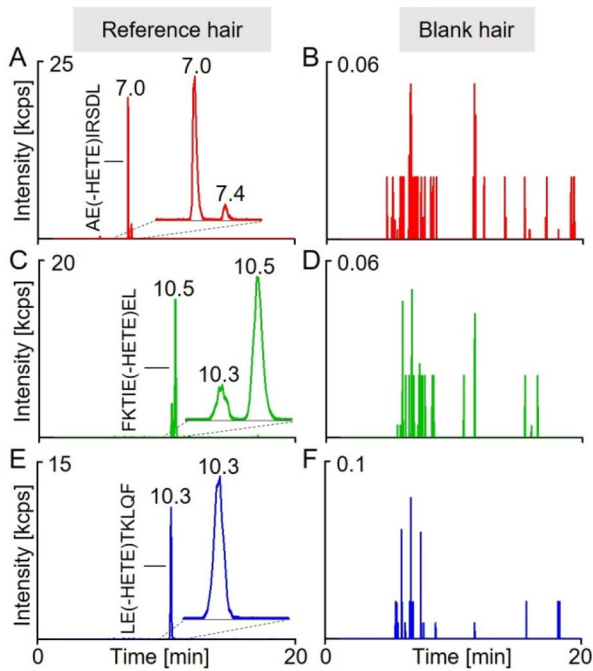 Reference hair
Blank hair
A
25
Intensity [kcps]
AE(-HETE)IRSDL
7.0
7.0
7.4
B
0.06
C
20
Intensity [kcps]
FKTIE(-HETE)EL
10.5
10.3
10.5
D
0.06
E
15
Intensity [kcps]
LE(-HETE)TKLQF
10.3
10.3
F
0.1
0
Time [min]
20
0
Time [min]
20